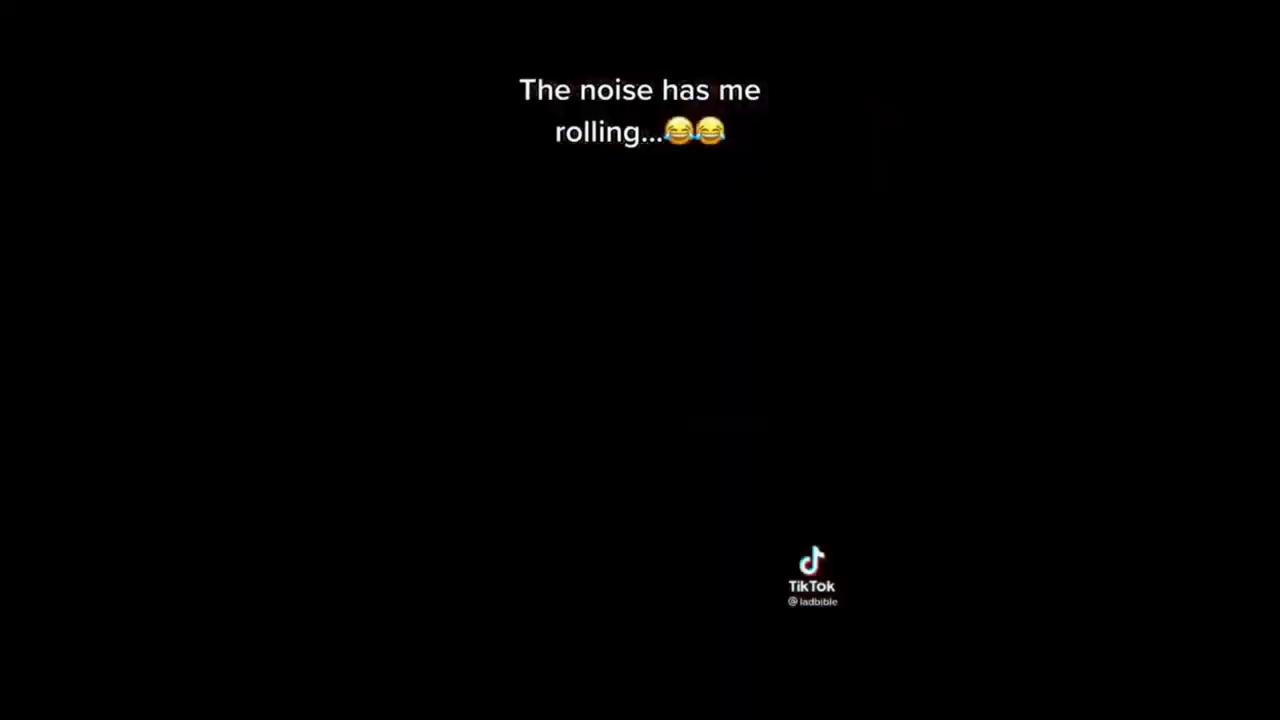 The noise has me
rolling...😂😂
TikTok
@ladbible